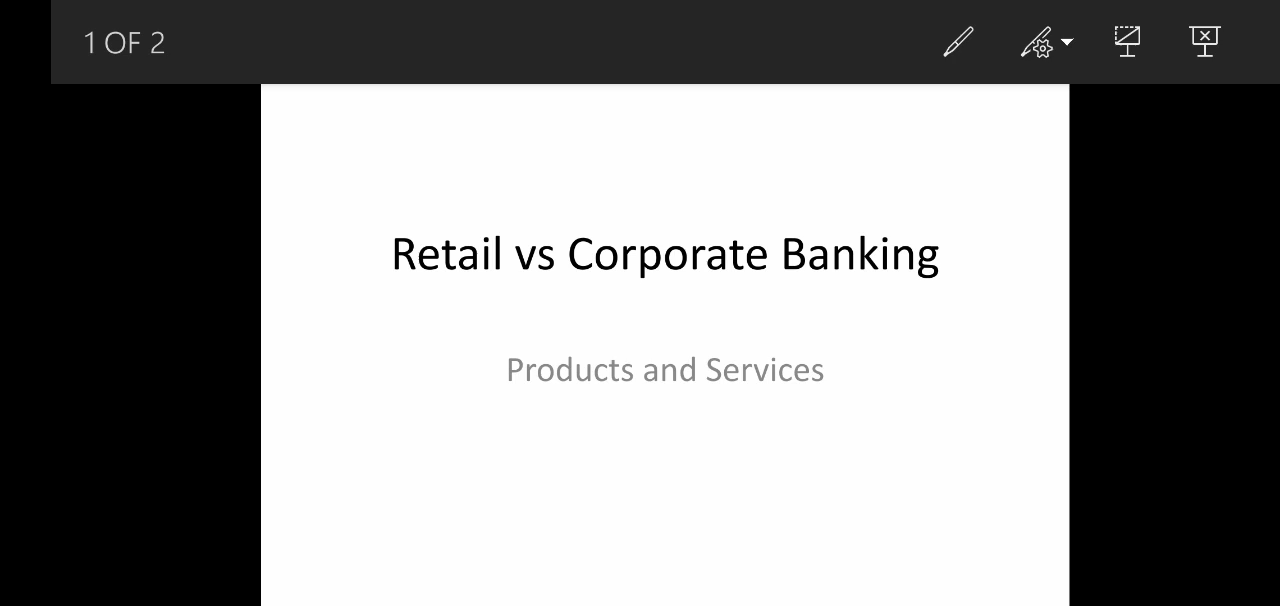 1 OF 2
Retail vs Corporate Banking
Products and Services